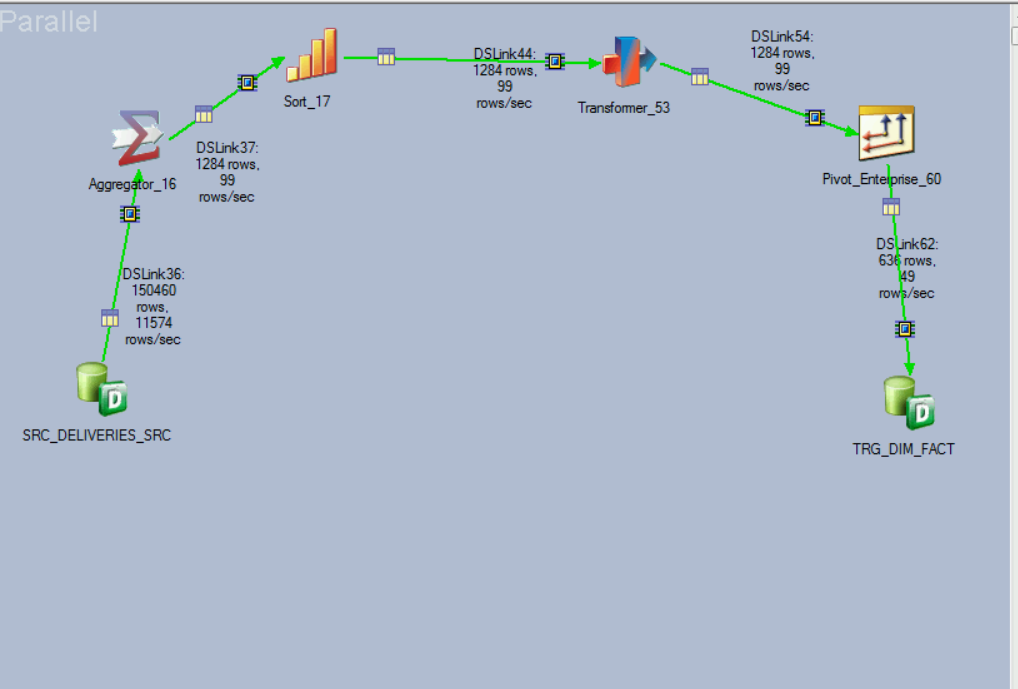 Parallel
DSLink54:
1284 rows,
99
rows/sec
DSLink44:
1284 rows,
99
rows/sec
Sort_17
Transformer_53
DSLink37:
1284 rows,
99
rows/sec
Aggregator_16
Pivot_Enterprise_60
DSLink62:
636 rows,
49
rows/sec
DSLink36:
150460
rows,
11574
rows/sec
D
D
SRC_DELIVERIES_SRC
TRG_DIM_FACT